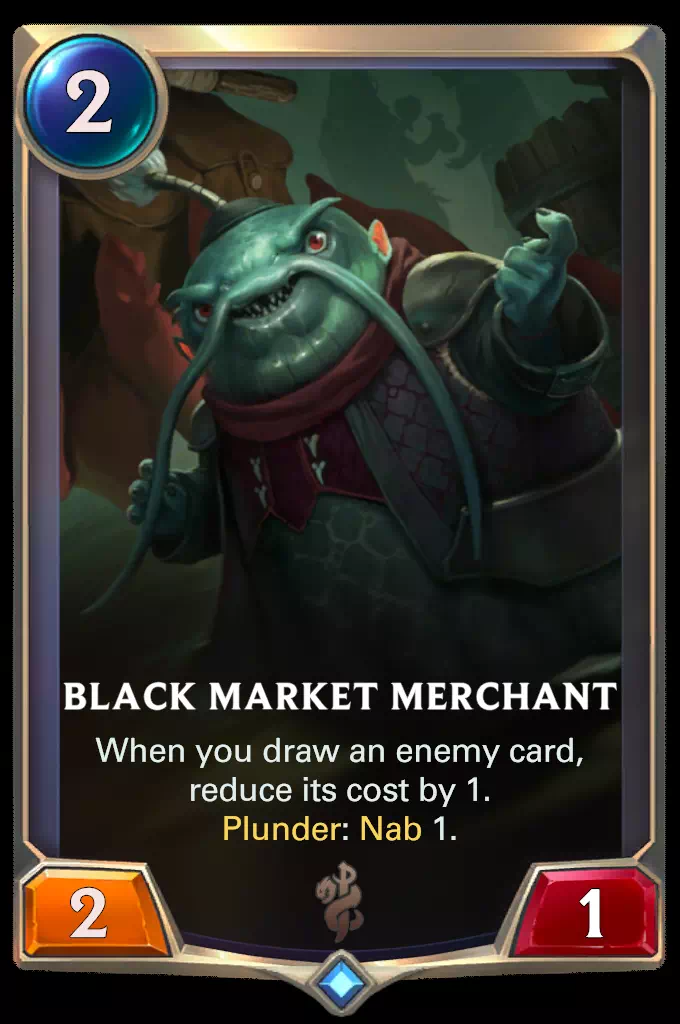 2
BLACK MARKET MERCHANT
When you draw an enemy card,
reduce its cost by 1.
Plunder: Nab 1.
2
1